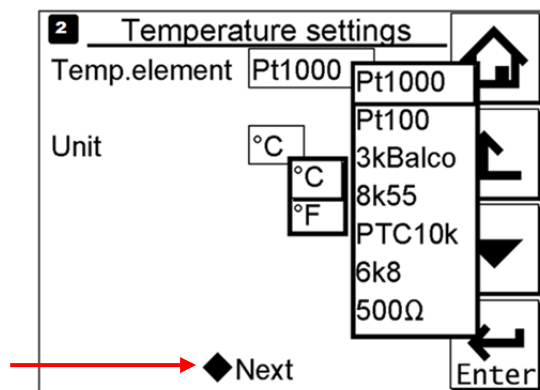 2 Temperature settings
Temp.element Pt1000
Pt1000
Pt100
3kBalco
8k55
PTC10k
6k8
500Ω
Unit °C
°C
°F
Next
Enter